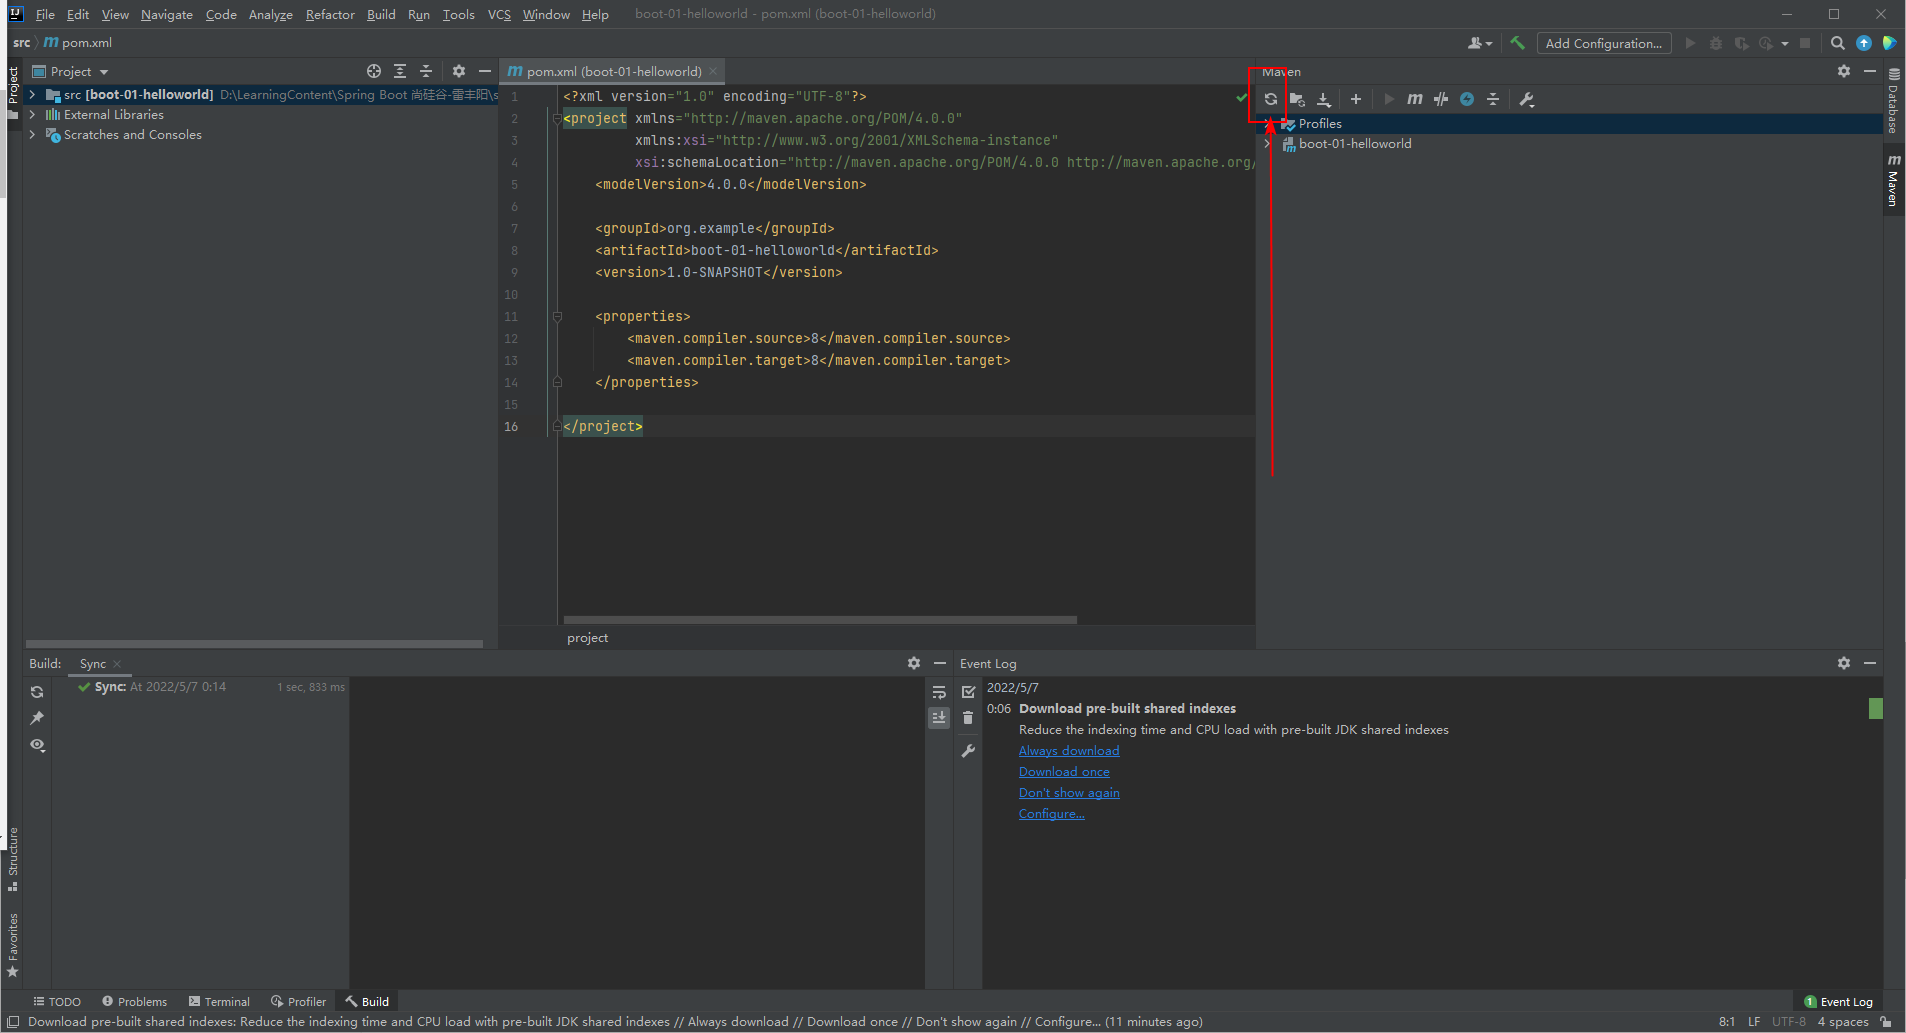 File Edit View Navigate Code Analyze Refactor Build Run Tools VCS Window Help boot-01-helloworld - pom.xml (boot-01-helloworld)
src m pom.xml
Add Configuration...
Project
Project
src [boot-01-helloworld] D:\LearningContent\Spring Boot 尚硅谷-雷丰阳\s
External Libraries
Scratches and Consoles
m pom.xml (boot-01-helloworld)
1 <?xml version="1.0" encoding="UTF-8"?>
2 <project xmlns="http://maven.apache.org/POM/4.0.0"
3 xmlns:xsi="http://www.w3.org/2001/XMLSchema-instance"
4 xsi:schemaLocation="http://maven.apache.org/POM/4.0.0 http://maven.apache.org/
5 <modelVersion>4.0.0</modelVersion>
6
7 <groupId>org.example</groupId>
8 <artifactId>boot-01-helloworld</artifactId>
9 <version>1.0-SNAPSHOT</version>
10
11 <properties>
12 <maven.compiler.source>8</maven.compiler.source>
13 <maven.compiler.target>8</maven.compiler.target>
14 </properties>
15
16 </project>
project
Maven
m
Profiles
boot-01-helloworld
Database
m Maven
Build: Sync
Sync: At 2022/5/7 0:14 1 sec, 833 ms
Event Log
2022/5/7
0:06 Download pre-built shared indexes
Reduce the indexing time and CPU load with pre-built JDK shared indexes
Always download
Download once
Don't show again
Configure...
Structure
Favorites
TODO Problems Terminal Profiler Build
1 Event Log
Download pre-built shared indexes: Reduce the indexing time and CPU load with pre-built JDK shared indexes // Always download // Download once // Don't show again // Configure... (11 minutes ago)
8:1 LF UTF-8 4 spaces